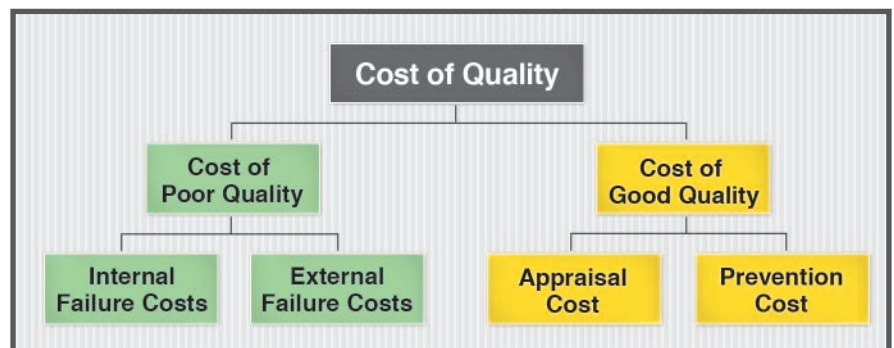 Cost of Quality
Cost of
Poor Quality
Cost of
Good Quality
Internal
Failure Costs
External
Failure Costs
Appraisal
Cost
Prevention
Cost